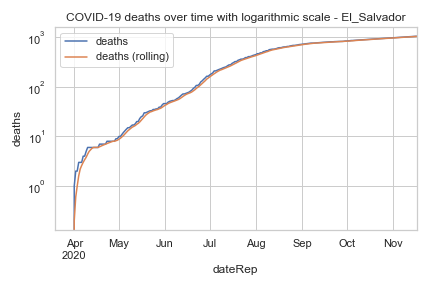 COVID-19 deaths over time with logarithmic scale - El_Salvador
deaths
deaths (rolling)
10³
10²
10¹
10⁰
deaths
Apr May Jun Jul Aug Sep Oct Nov
2020
dateRep